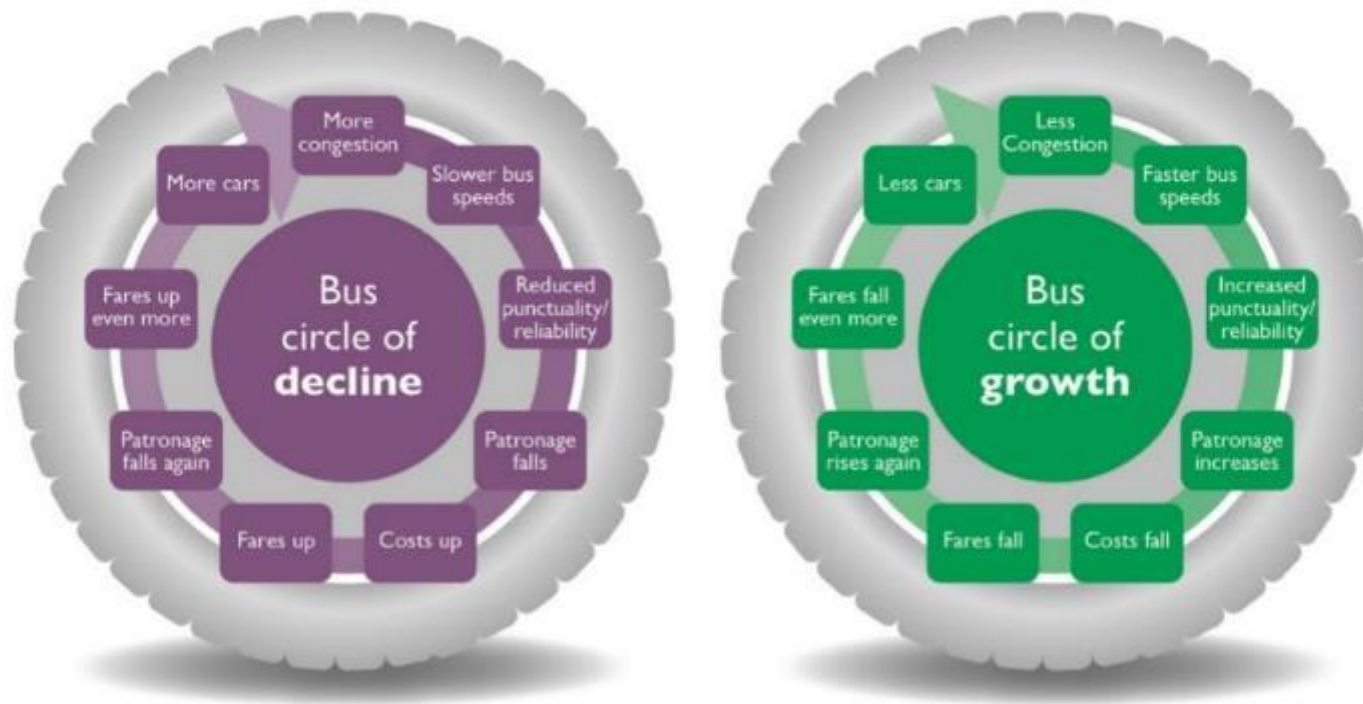 Bus
circle of
decline
More
congestion
Slower bus
speeds
Reduced
punctuality/
reliability
Patronage
falls
Costs up
Fares up
Patronage
falls again
Fares up
even more
More cars
Bus
circle of
growth
Less
Congestion
Faster bus
speeds
Increased
punctuality/
reliability
Patronage
increases
Costs fall
Fares fall
Patronage
rises again
Fares fall
even more
Less cars